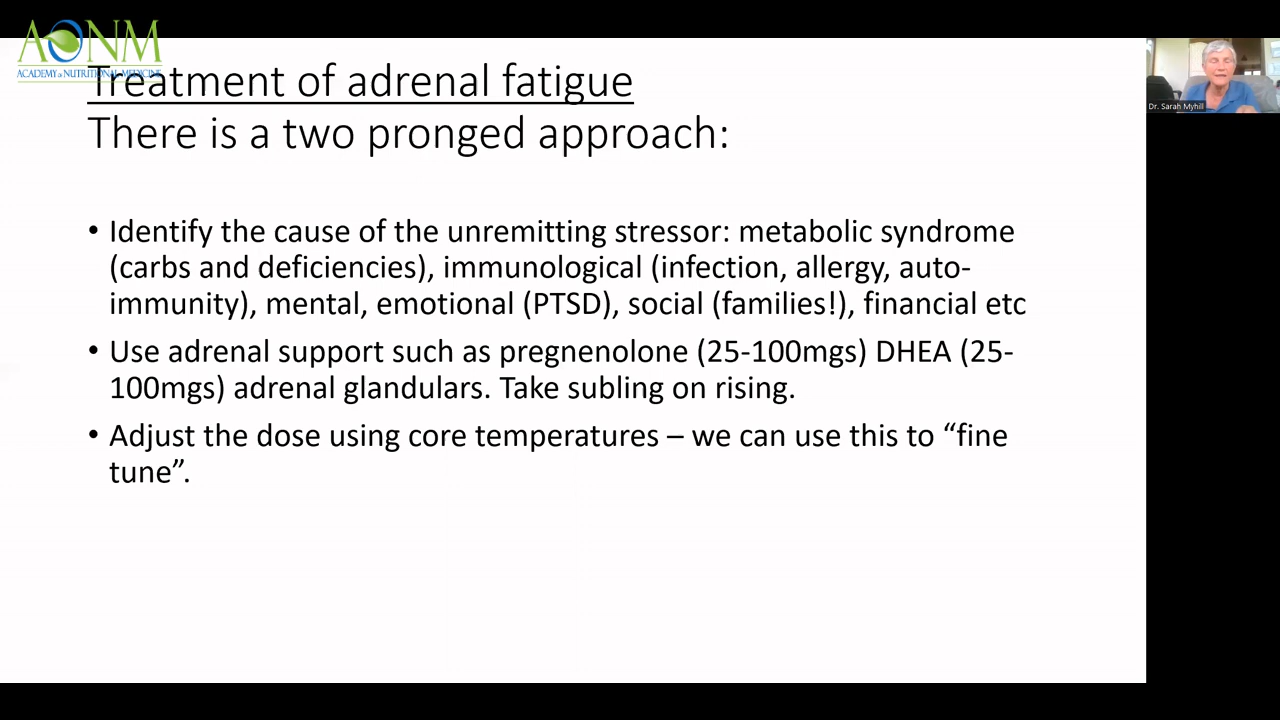 AONM
ACADEMY of NUTRITIONAL MEDICINE
Treatment of adrenal fatigue
There is a two pronged approach:
• Identify the cause of the unremitting stressor: metabolic syndrome
(carbs and deficiencies), immunological (infection, allergy, auto-
immunity), mental, emotional (PTSD), social (families!), financial etc
• Use adrenal support such as pregnenolone (25-100mgs) DHEA (25-
100mgs) adrenal glandulars. Take subling on rising.
• Adjust the dose using core temperatures – we can use this to “fine
tune”.
Dr. Sarah Myhill